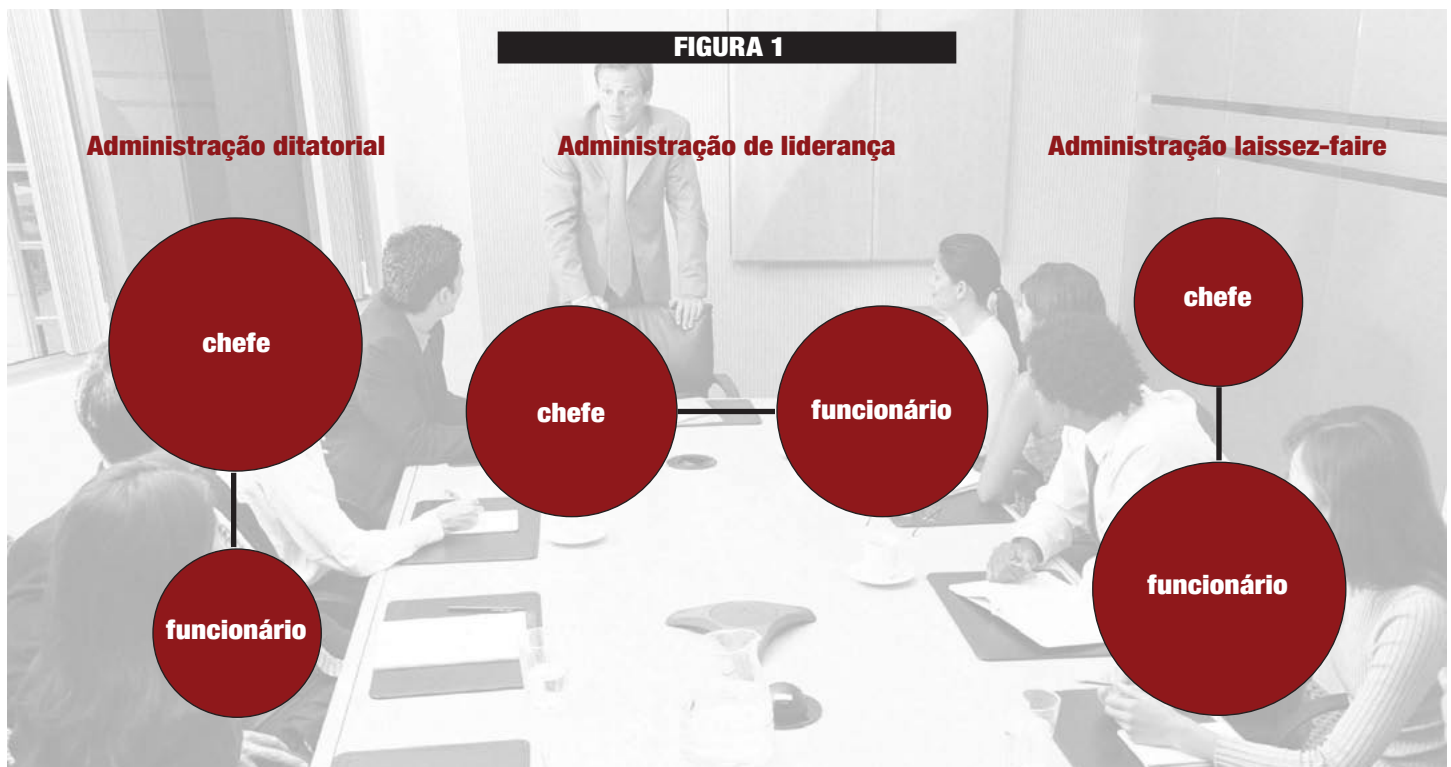 FIGURA 1
Administração ditatorial
chefe
funcionário
Administração de liderança
chefe
funcionário
Administração laissez-faire
chefe
funcionário